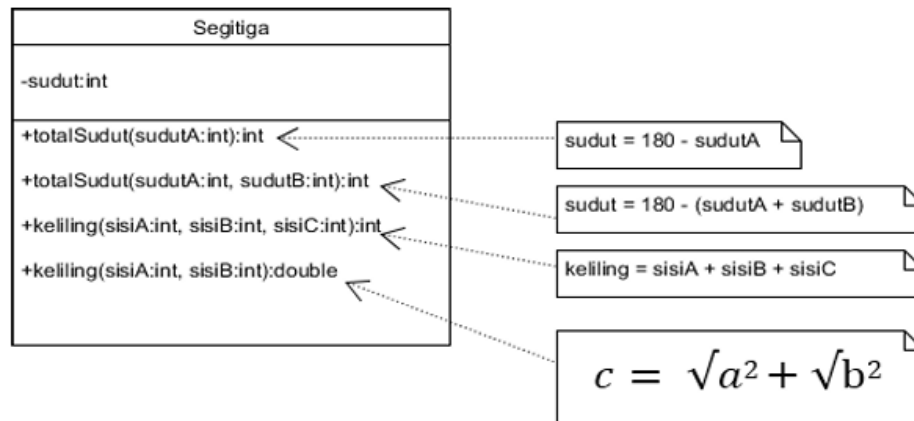 Segitiga
-sudut:int
+totalSudut(sudutA:int):int
+totalSudut(sudutA:int, sudutB:int):int
+keliling(sisiA:int, sisiB:int, sisiC:int):int
+keliling(sisiA:int, sisiB:int):double
sudut = 180 - sudutA
sudut = 180 - (sudutA + sudutB)
keliling = sisiA + sisiB + sisiC
c = √a² + √b²